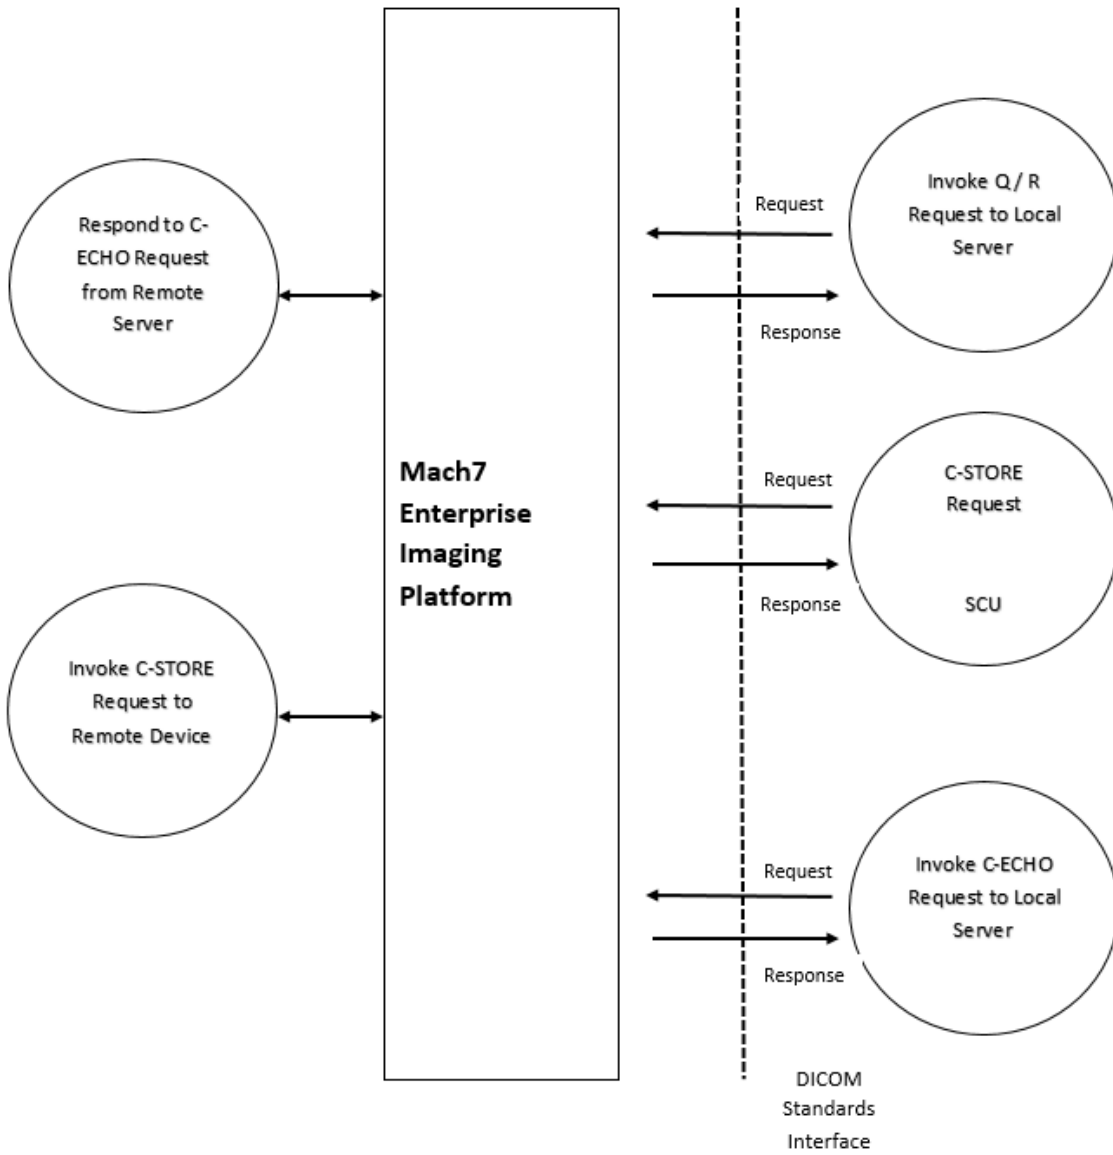 Respond to C-
ECHO Request
from Remote
Server
Invoke C-STORE
Request to
Remote Device
Mach7
Enterprise
Imaging
Platform
Request
Response
Invoke Q / R
Request to Local
Server
Request
Response
C-STORE
Request
SCU
Request
Response
Invoke C-ECHO
Request to Local
Server
DICOM
Standards
Interface